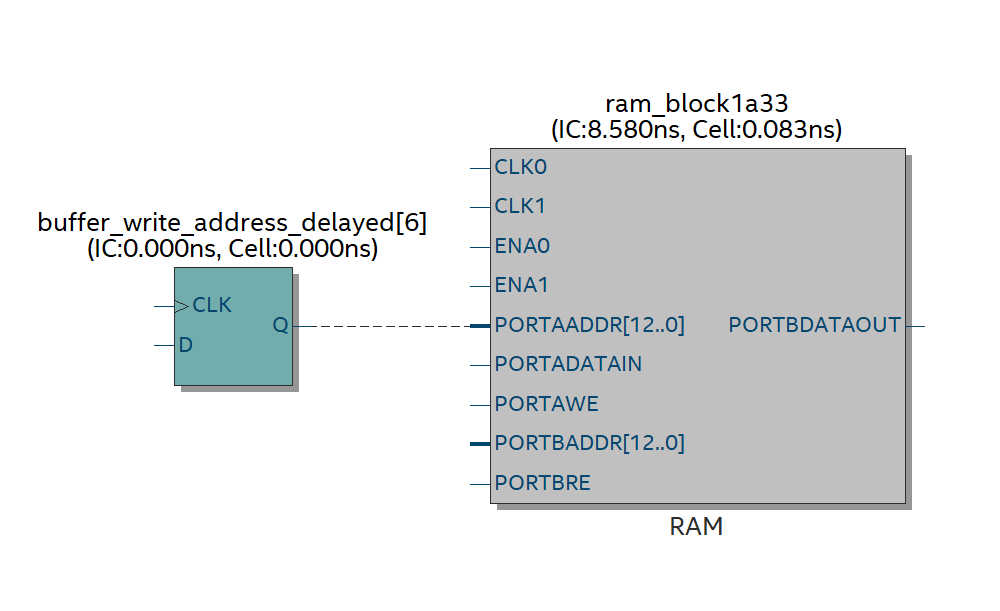 ram_block1a33
(IC:8.580ns, Cell:0.083ns)
CLK0
CLK1
buffer_write_address_delayed[6]
(IC:0.000ns, Cell:0.000ns)
ENA0
ENA1
CLK
Q
PORTAADDR[12..0]
PORTBDATAOUT
D
PORTADATAIN
PORTAWE
PORTBADDR[12..0]
PORTBRE
RAM